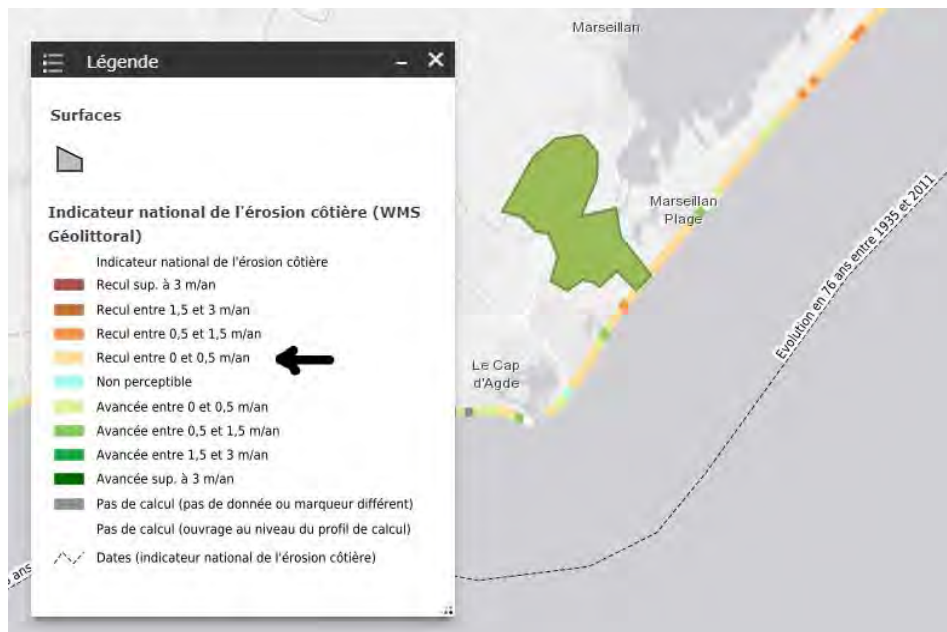 Marseillan
Légende
Surfaces
Indicateur national de l'érosion côtière (WMS
Géolittoral)
Indicateur national de l'érosion côtière
Recul sup. à 3 m/an
Recul entre 1,5 et 3 m/an
Recul entre 0,5 et 1,5 m/an
Recul entre 0 et 0,5 m/an
Non perceptible
Avancée entre 0 et 0,5 m/an
Avancée entre 0,5 et 1,5 m/an
Avancée entre 1,5 et 3 m/an
Avancée sup. à 3 m/an
Pas de calcul (pas de donnée ou marqueur différent)
Pas de calcul (ouvrage au niveau du profil de calcul)
Dates (indicateur national de l'érosion côtière)
Marseillan
Plage
Le Cap
d'Agde
Evolution en 76 ans entre 1935 et 2011
ans